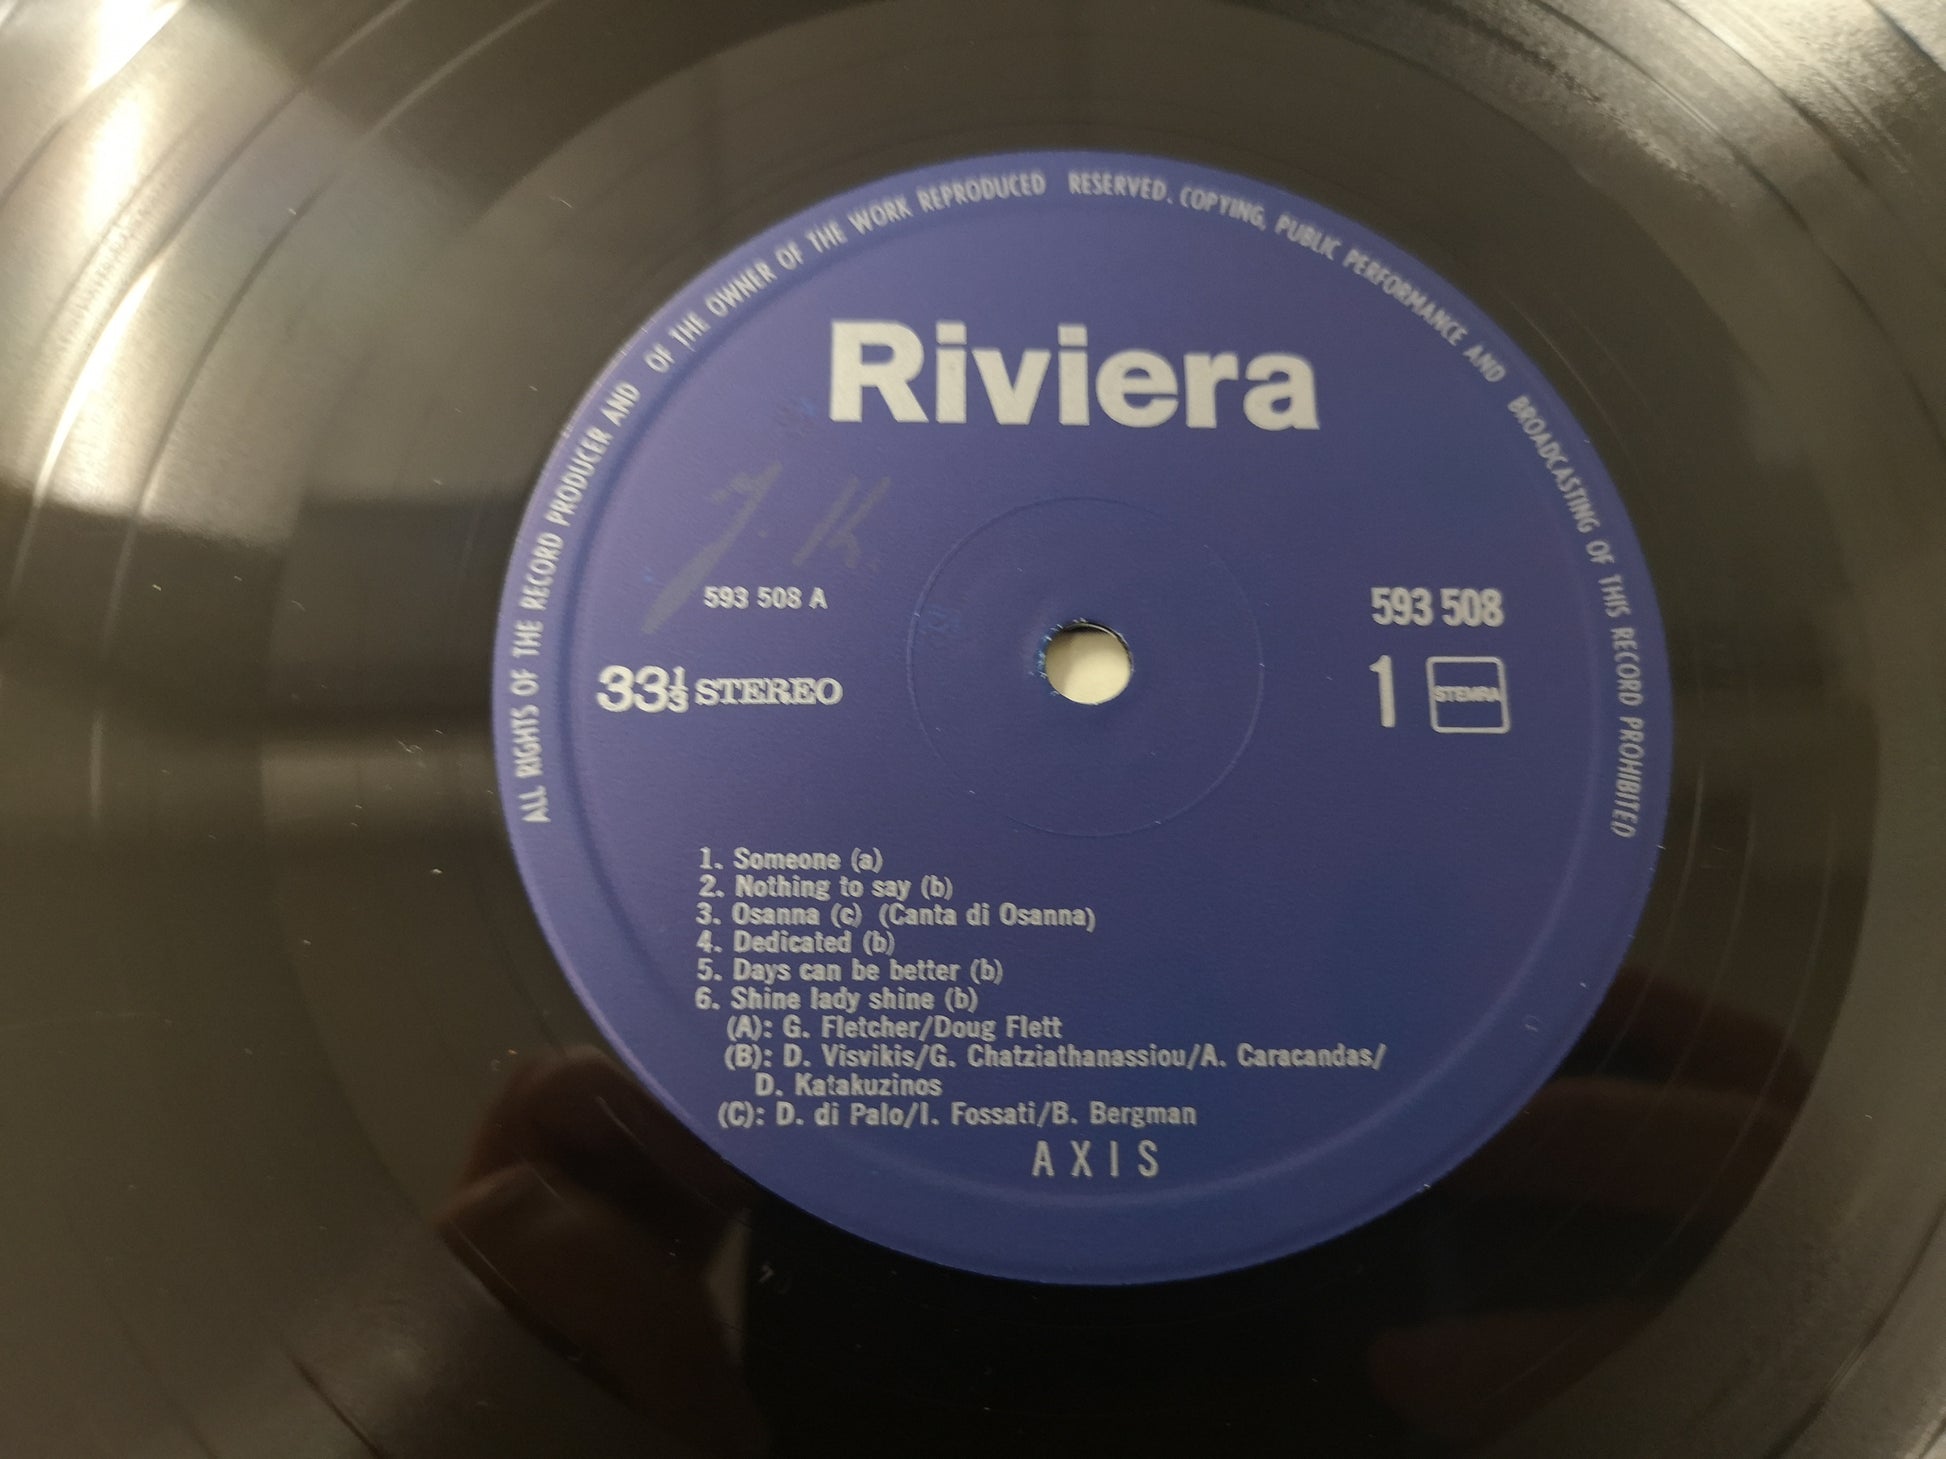 ALL RIGHTS OF THE RECORD PRODUCER AND OF THE OWNER OF THE WORK REPRODUCED RESERVED. COPYING, PUBLIC PERFORMANCE AND BROADCASTING OF THIS RECORD PROHIBITED
Riviera
593 508 A
593 508
33⅓ STEREO
1 STEMRA
1. Someone (a)
2. Nothing to say (b)
3. Osanna (c) (Canta di Osanna)
4. Dedicated (b)
5. Days can be better (b)
6. Shine lady shine (b)
(A): G. Fletcher/Doug Flett
(B): D. Visvikis/G. Chatziathanassiou/A. Caracandas/
D. Katakuzinos
(C): D. di Palo/I. Fossati/B. Bergman
AXIS